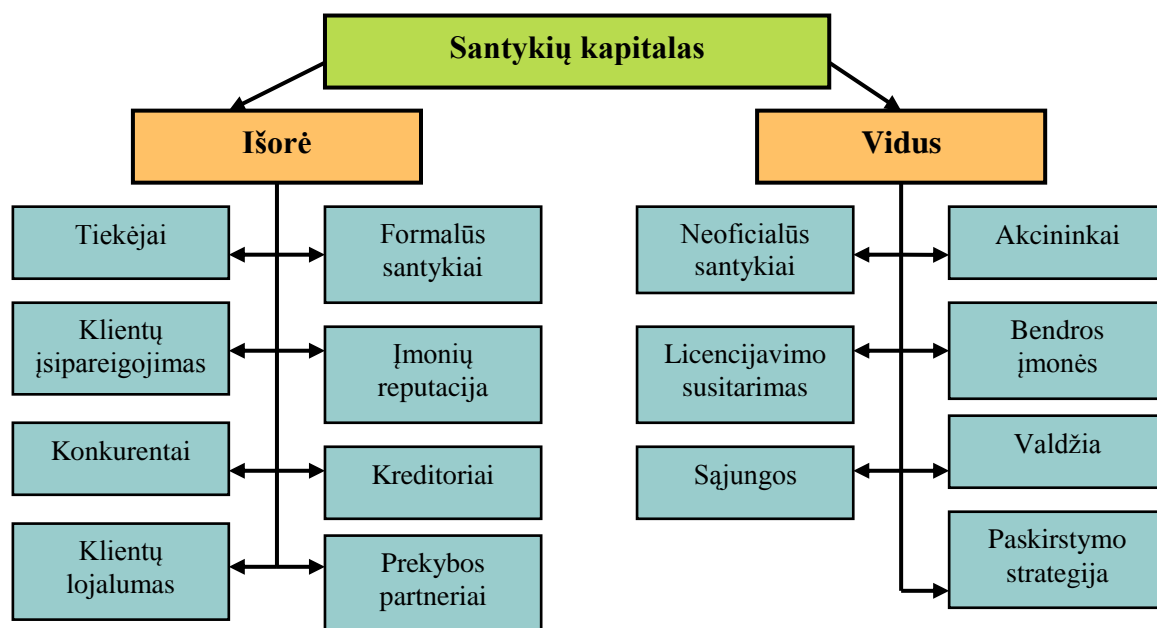 Santykių kapitalas
Išorė
Vidus
Tiekėjai
Formalūs
santykiai
Neoficialūs
santykiai
Akcininkai
Klientų
įsipareigojimas
Įmonių
reputacija
Licencijavimo
susitarimas
Bendros
įmonės
Konkurentai
Kreditoriai
Sąjungos
Valdžia
Klientų
lojalumas
Prekybos
partneriai
Paskirstymo
strategija